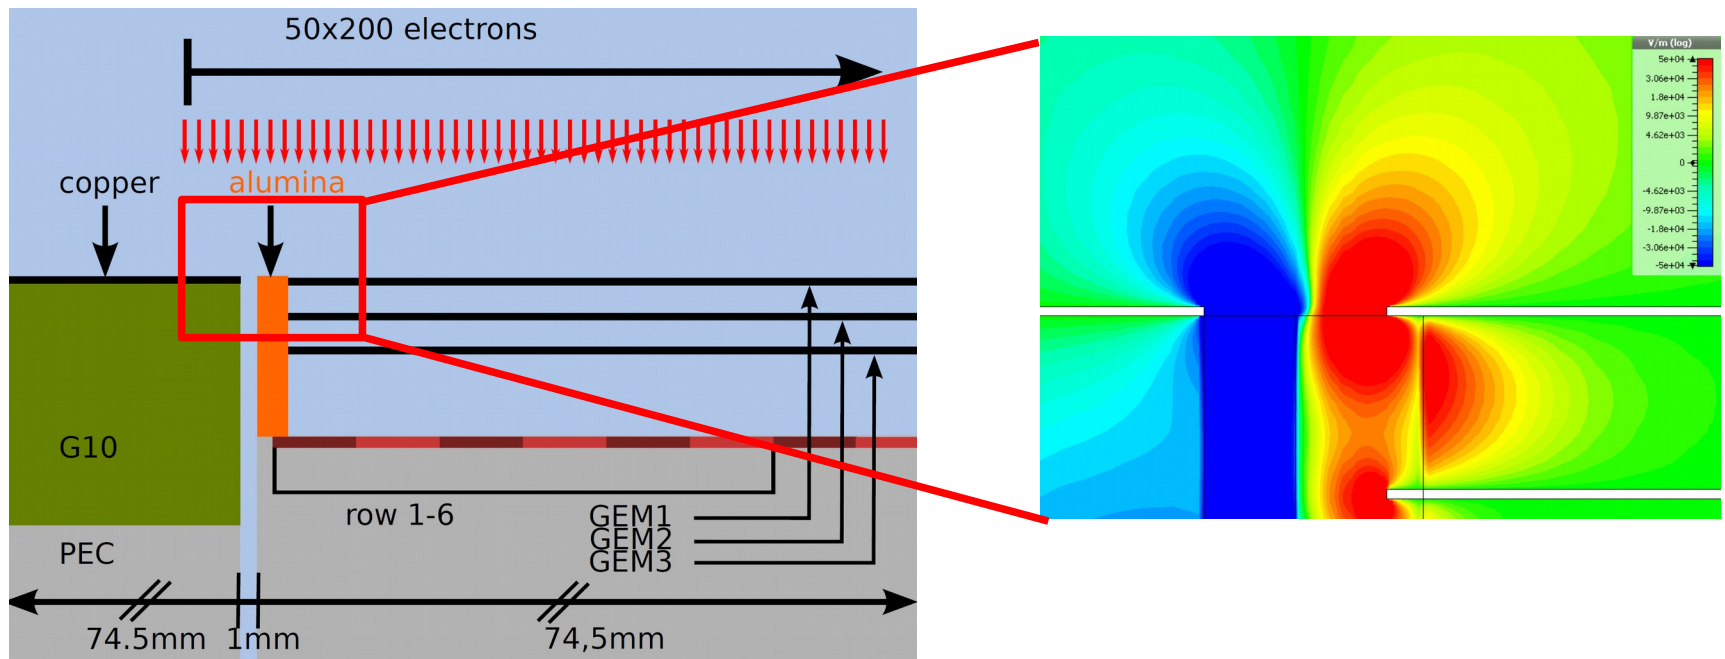 50x200 electrons
copper
alumina
G10
row 1-6
GEM1
GEM2
GEM3
PEC
74.5mm
1mm
74,5mm
V/m (log)
5e+04
3.06e+04
1.8e+04
9.87e+03
4.62e+03
0
-4.62e+03
-9.87e+03
-1.8e+04
-3.06e+04
-5e+04